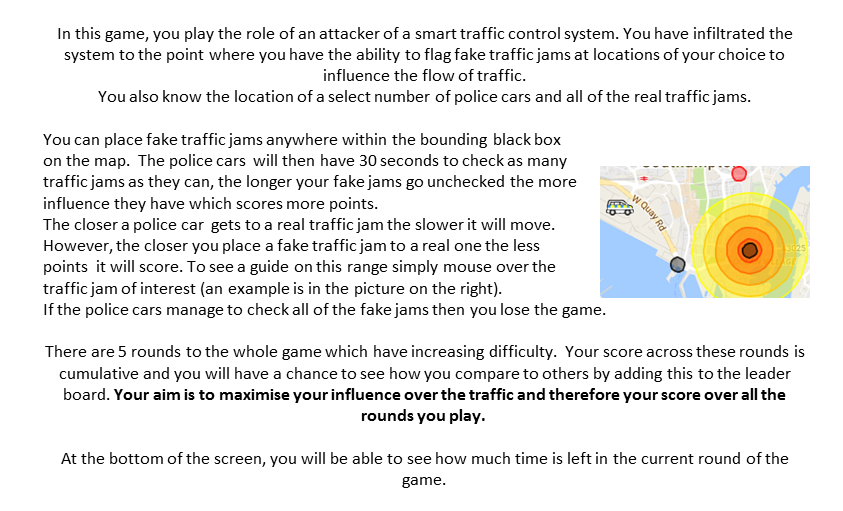 In this game, you play the role of an attacker of a smart traffic control system. You have infiltrated the
system to the point where you have the ability to flag fake traffic jams at locations of your choice to
influence the flow of traffic.
You also know the location of a select number of police cars and all of the real traffic jams.
You can place fake traffic jams anywhere within the bounding black box
on the map. The police cars will then have 30 seconds to check as many
traffic jams as they can, the longer your fake jams go unchecked the more
influence they have which scores more points.
The closer a police car gets to a real traffic jam the slower it will move.
However, the closer you place a fake traffic jam to a real one the less
points it will score. To see a guide on this range simply mouse over the
traffic jam of interest (an example is in the picture on the right).
If the police cars manage to check all of the fake jams then you lose the game.
W Quay Rd
There are 5 rounds to the whole game which have increasing difficulty. Your score across these rounds is
cumulative and you will have a chance to see how you compare to others by adding this to the leader
board. Your aim is to maximise your influence over the traffic and therefore your score over all the
rounds you play.
At the bottom of the screen, you will be able to see how much time is left in the current round of the
game.